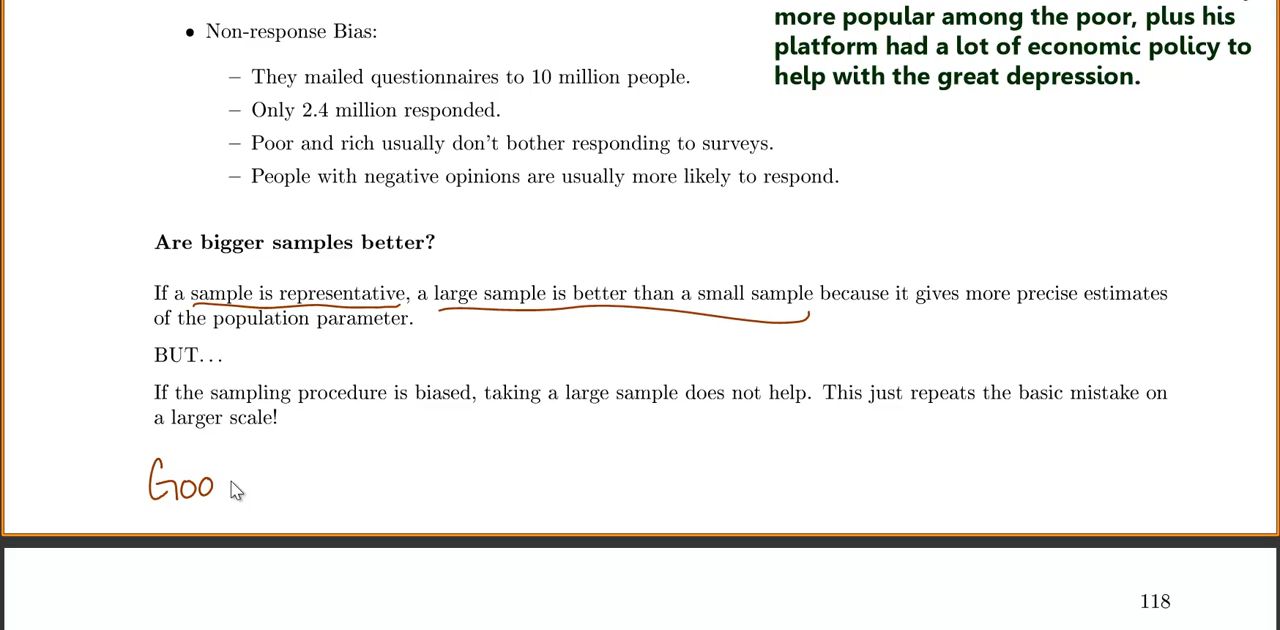 more popular among the poor, plus his
platform had a lot of economic policy to
help with the great depression.
• Non-response Bias:
– They mailed questionnaires to 10 million people.
– Only 2.4 million responded.
– Poor and rich usually don't bother responding to surveys.
– People with negative opinions are usually more likely to respond.
Are bigger samples better?
If a sample is representative, a large sample is better than a small sample because it gives more precise estimates
of the population parameter.
BUT...
If the sampling procedure is biased, taking a large sample does not help. This just repeats the basic mistake on
a larger scale!
Goo
118